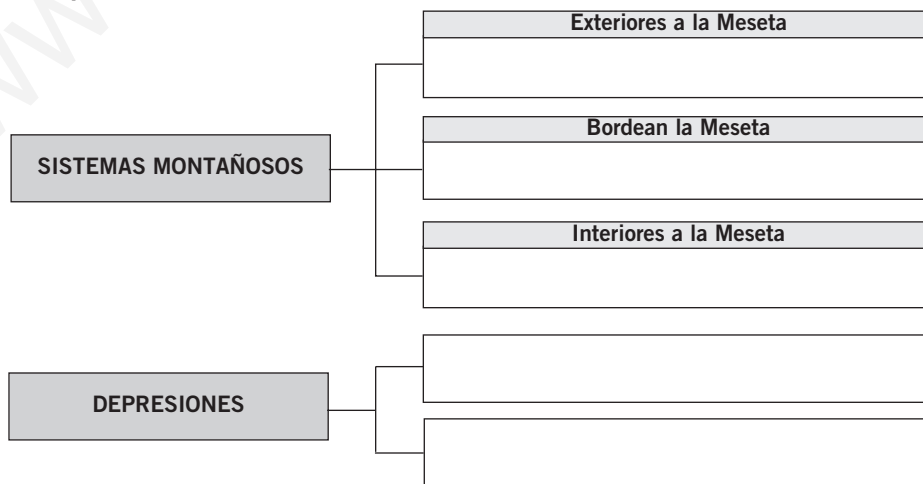 Exteriores a la Meseta
Bordean la Meseta
SISTEMAS MONTAÑOSOS
Interiores a la Meseta
DEPRESIONES